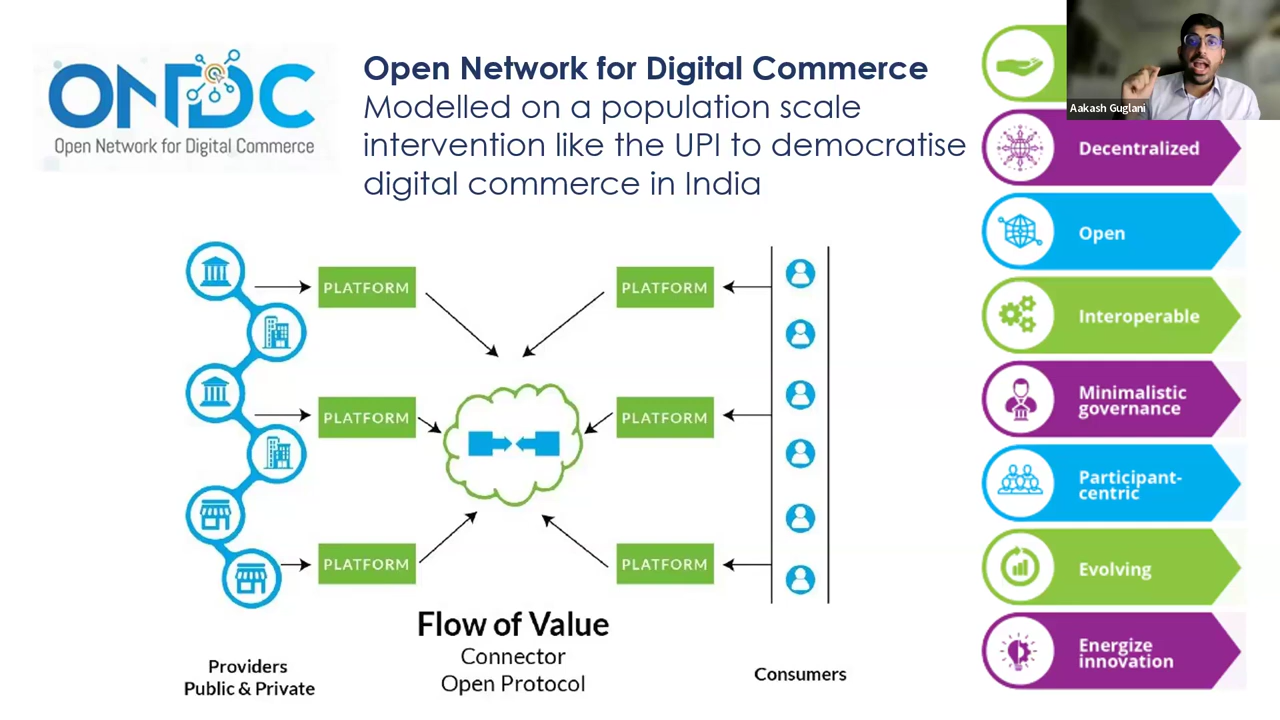 ONDC
Open Network for Digital Commerce
Open Network for Digital Commerce
Modelled on a population scale
intervention like the UPI to democratise
digital commerce in India
Aakash Guglani
Decentralized
Open
Interoperable
Minimalistic
governance
Participant-
centric
Evolving
Energize
innovation
PLATFORM
PLATFORM
PLATFORM
PLATFORM
PLATFORM
PLATFORM
Flow of Value
Connector
Open Protocol
Providers
Public & Private
Consumers